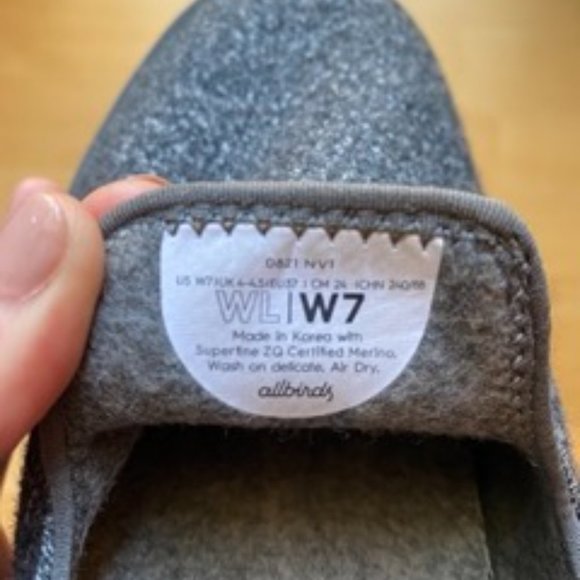 0821 NV1
US W7 | UK 4-4.5 | EU37 | CM 24 | CHN 240/88
WL | W7
Made in Korea with
Superfine ZQ Certified Merino.
Wash on delicate, Air Dry.
allbirds